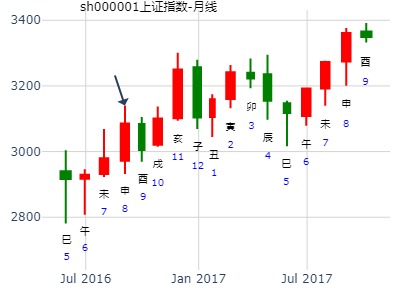 sh000001上证指数-月线
3400
3200
3000
2800
巳
5
午
6
未
7
申
8
酉
9
戌
10
亥
11
子
12
丑
1
寅
2
卯
3
辰
4
巳
5
午
6
未
7
申
8
酉
9
Jul 2016
Jan 2017
Jul 2017